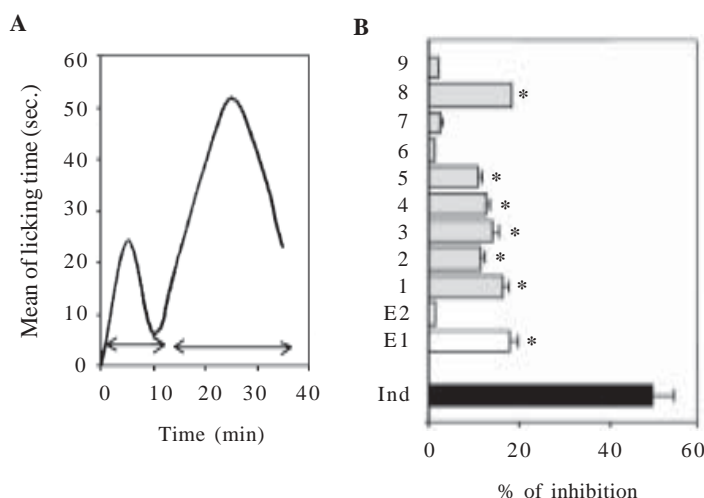 A
Mean of licking time (sec.)
60
50
40
30
20
10
0
0 10 20 30 40
Time (min)
B
9
8 *
7
6
5 *
4 *
3 *
2 *
1 *
E2
E1 *
Ind
0 20 40 60
% of inhibition